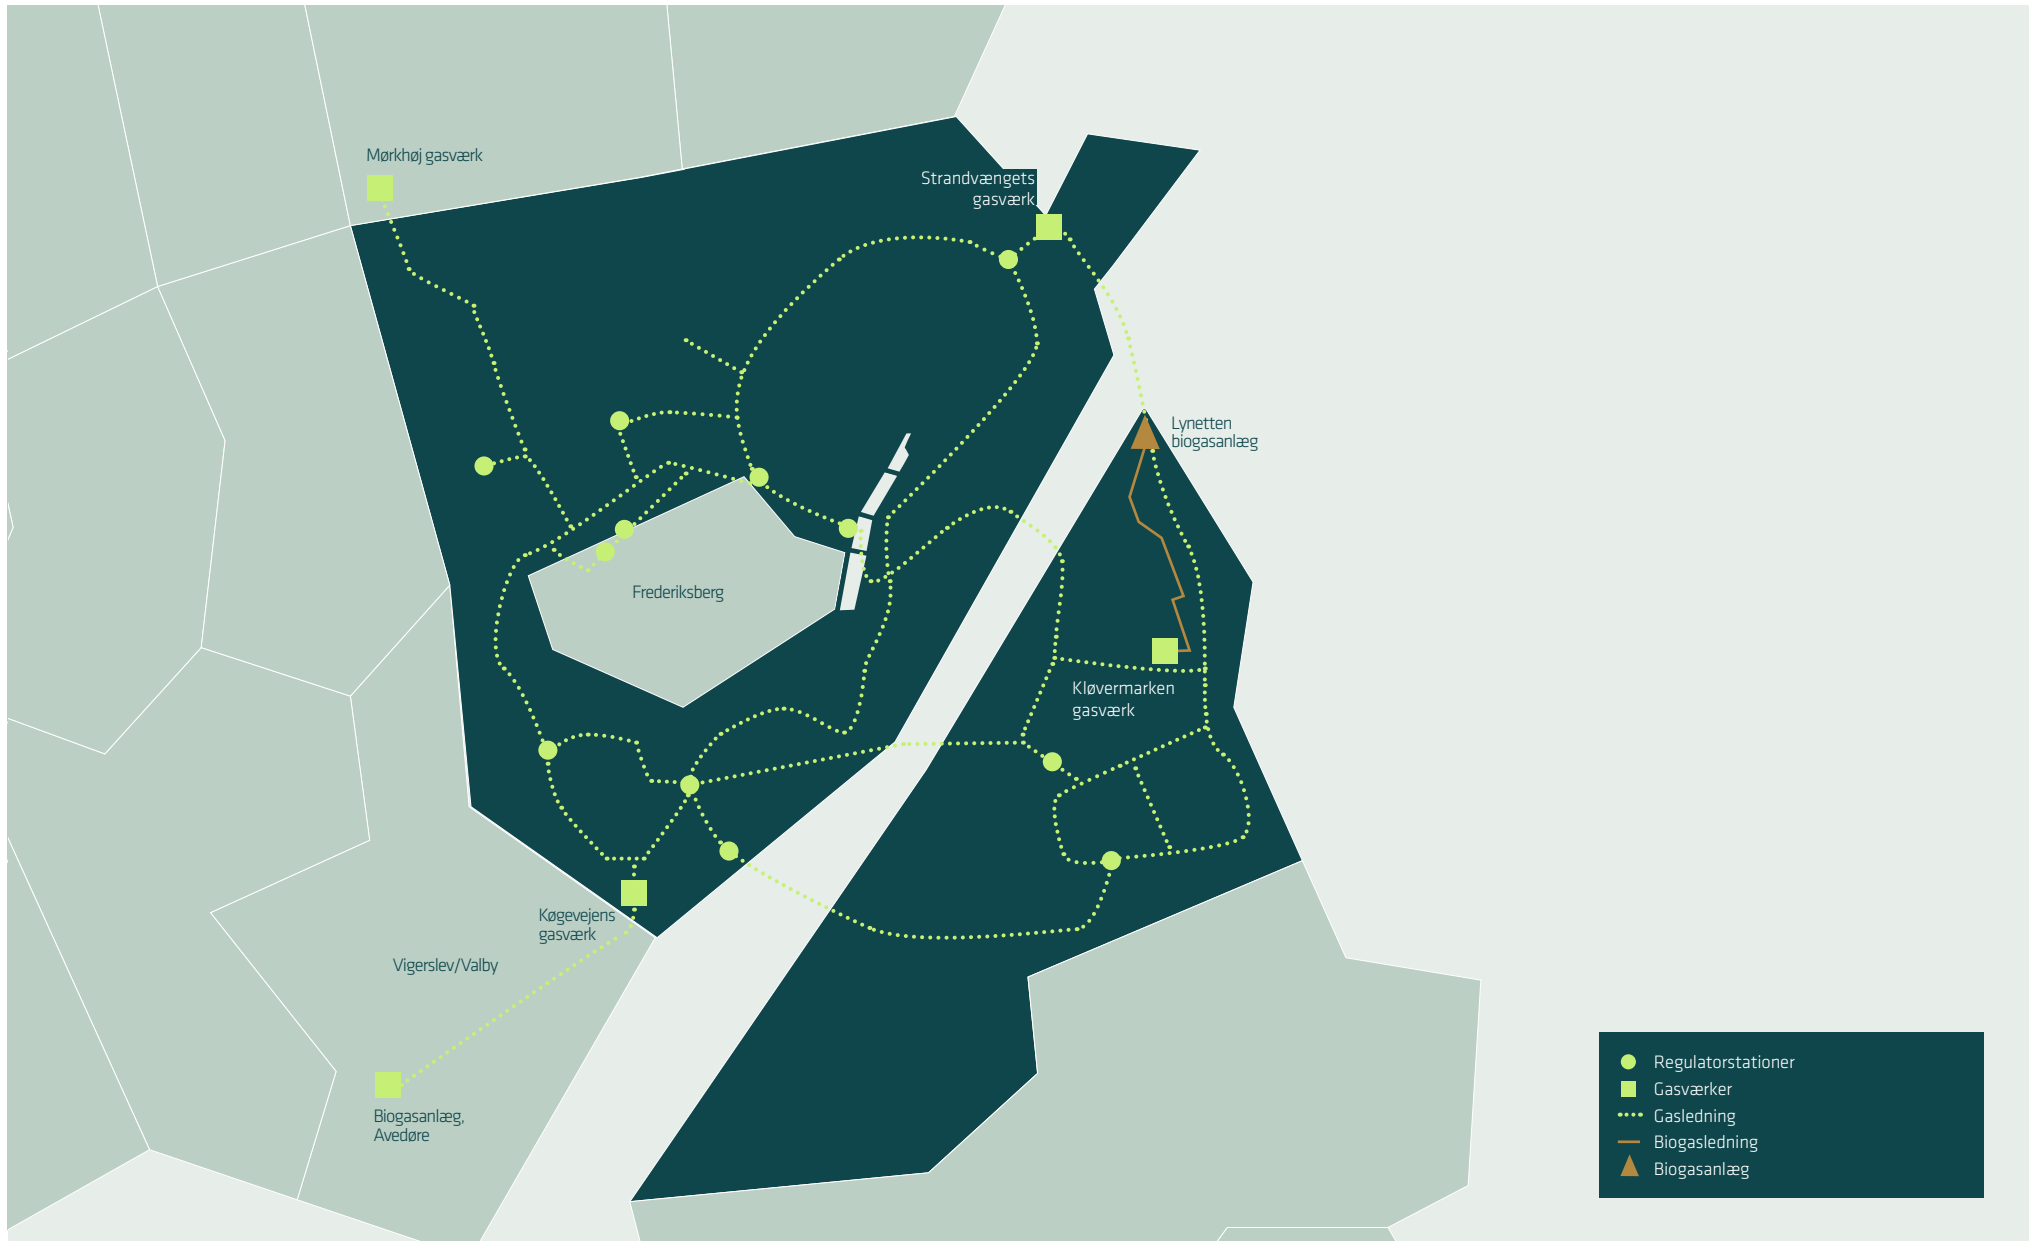 Mørkhøj gasværk
Strandvængets
gasværk
Lynetten
biogasanlæg
Frederiksberg
Kløvermarken
gasværk
Køgevejens
gasværk
Vigerslev/Valby
Biogasanlæg,
Avedøre
Regulatorstationer
Gasværker
Gasledning
Biogasledning
Biogasanlæg